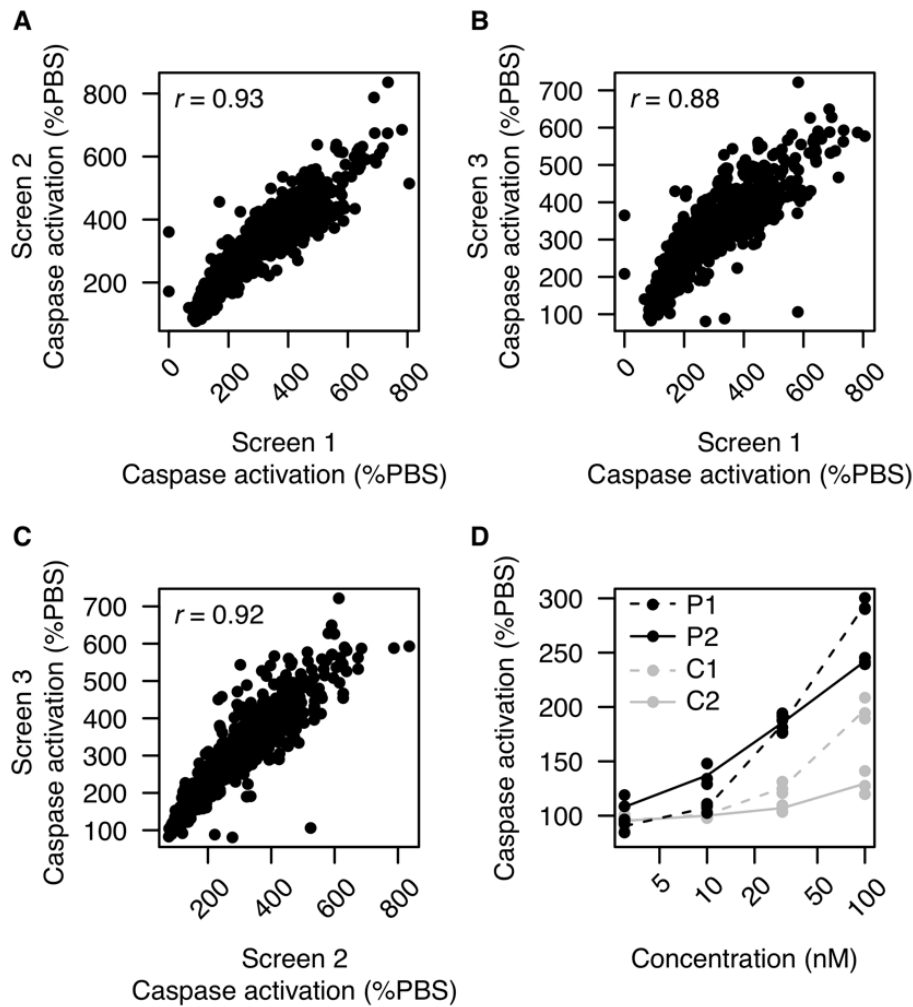 A
r = 0.93
Screen 2
Caspase activation (%PBS)
800
600
400
200
0
200
400
600
800
Screen 1
Caspase activation (%PBS)
B
r = 0.88
Screen 3
Caspase activation (%PBS)
700
600
500
400
300
200
100
0
200
400
600
800
Screen 1
Caspase activation (%PBS)
C
r = 0.92
Screen 3
Caspase activation (%PBS)
700
600
500
400
300
200
100
200
400
600
800
Screen 2
Caspase activation (%PBS)
D
Caspase activation (%PBS)
300
250
200
150
100
P1
P2
C1
C2
5
10
20
50
100
Concentration (nM)